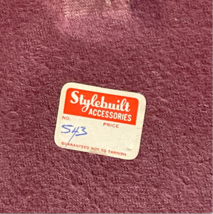 Stylebuilt
ACCESSORIES
NO. PRICE
543
GUARANTEED NOT TO TARNISH